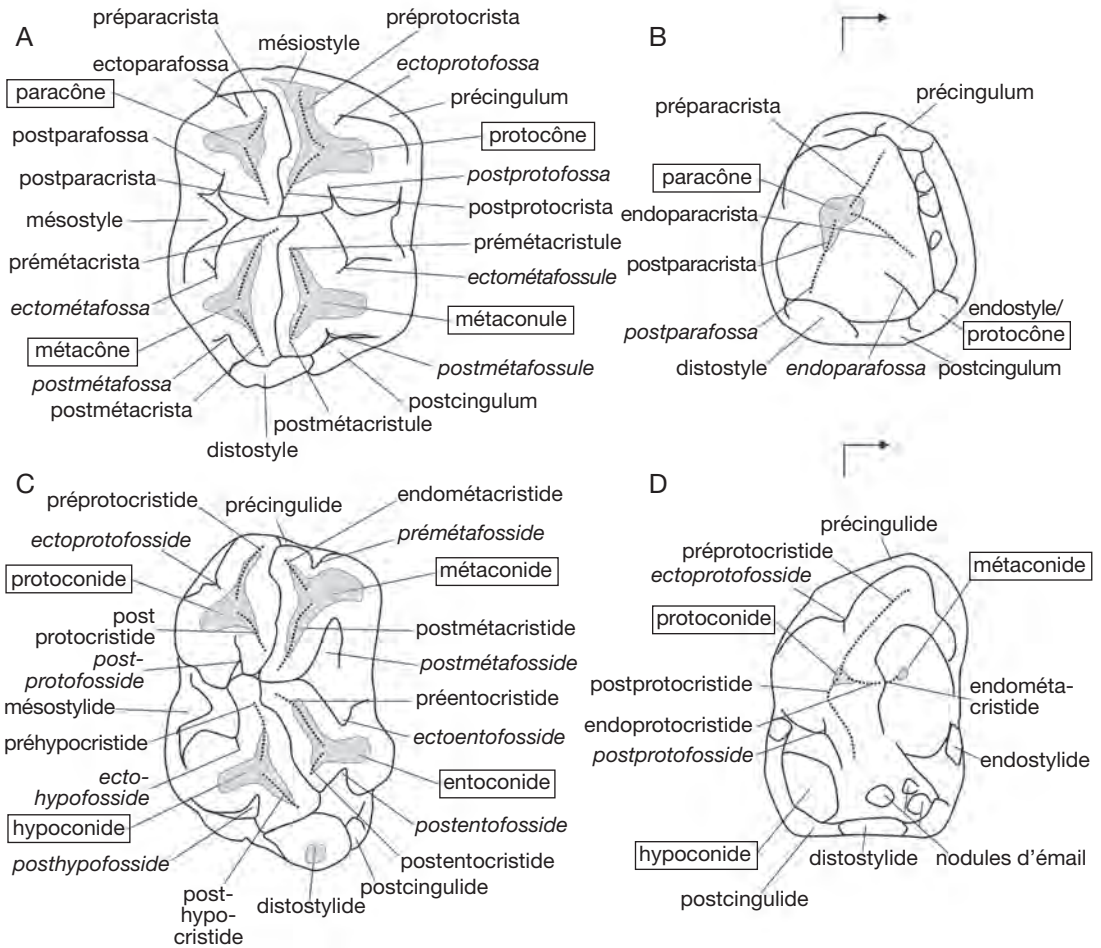 A
préparacrista
préprotocrista
mésiostyle
ectoparafossa
ectoprotofossa
paracône
précingulum
postparafossa
protocône
postparacrista
postprotofossa
mésostyle
postprotocrista
prémétacrista
prémétacristule
ectométafossa
ectométafossule
métacône
métaconule
postmétafossa
postmétafossule
postmétacrista
postcingulum
postmétacristule
distostyle
B
préparacrista
précingulum
paracône
endoparacrista
postparacrista
postparafossa
endostyle/
protocône
distostyle
endoparafossa
postcingulum
C
préprotocristide
précingulide
endométacristide
ectoprotofosside
prémétafosside
protoconide
métaconide
post
protocristide
postmétacristide
post-
protofosside
postmétafosside
mésostylide
préentocristide
préhypocristide
ectoentofosside
ecto-
hypofosside
entoconide
hypoconide
postentofosside
posthypofosside
postentocristide
postcingulide
post-
hypo-
cristide
distostylide
D
précingulide
préprotocristide
ectoprotofosside
métaconide
protoconide
postprotocristide
endométa-
cristide
endoprotocristide
postprotofosside
endostylide
hypoconide
distostylide
nodules d'émail
postcingulide